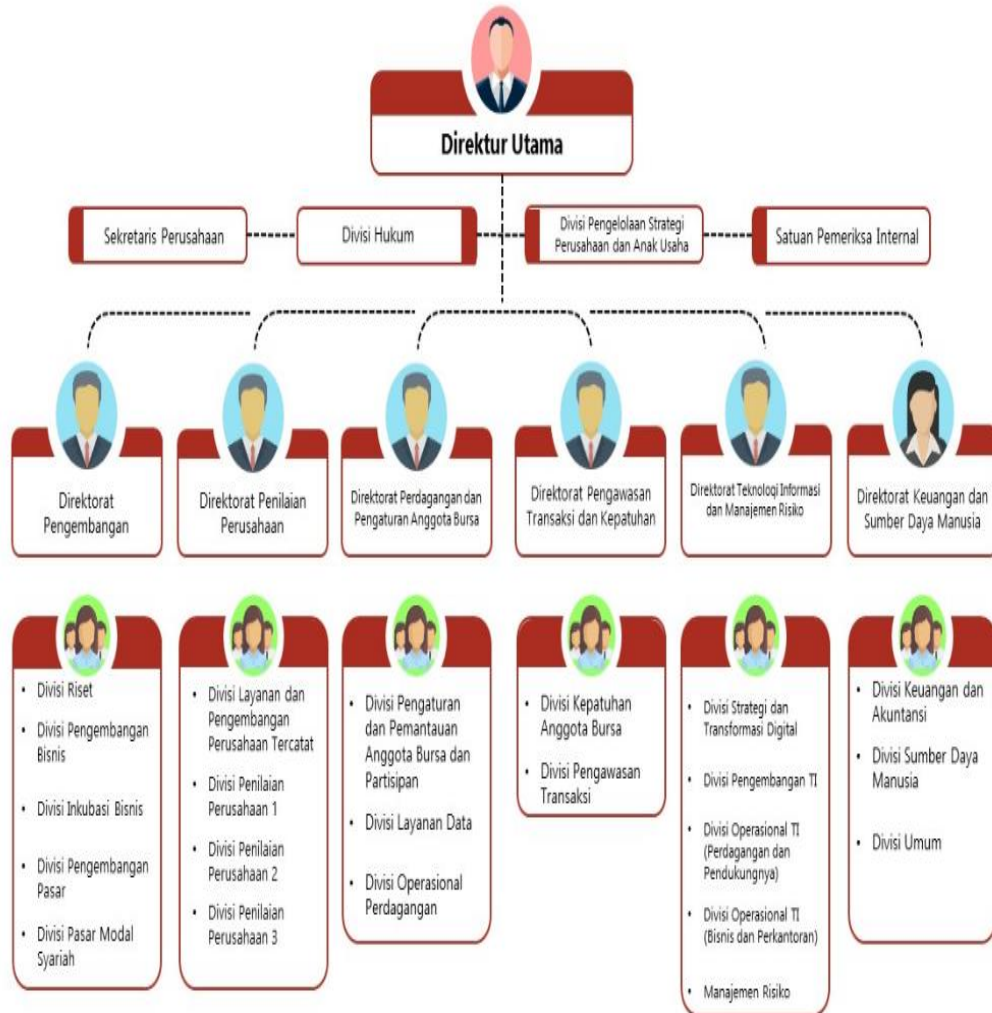 Direktur Utama
Sekretaris Perusahaan
Divisi Hukum
Divisi Pengelolaan Strategi
Perusahaan dan Anak Usaha
Satuan Pemeriksa Internal
Direktorat
Pengembangan
Direktorat Penilaian
Perusahaan
Direktorat Perdagangan dan
Pengaturan Anggota Bursa
Direktorat Pengawasan
Transaksi dan Kepatuhan
Direktorat Teknologi Informasi
dan Manajemen Risiko
Direktorat Keuangan dan
Sumber Daya Manusia
• Divisi Riset
• Divisi Pengembangan
Bisnis
• Divisi Inkubasi Bisnis
• Divisi Pengembangan
Pasar
• Divisi Pasar Modal
Syariah
• Divisi Layanan dan
Pengembangan
Perusahaan Tercatat
• Divisi Penilaian
Perusahaan 1
• Divisi Penilaian
Perusahaan 2
• Divisi Penilaian
Perusahaan 3
• Divisi Pengaturan
dan Pemantauan
Anggota Bursa dan
Partisipan
• Divisi Layanan Data
• Divisi Operasional
Perdagangan
• Divisi Kepatuhan
Anggota Bursa
• Divisi Pengawasan
Transaksi
• Divisi Strategi dan
Transformasi Digital
• Divisi Pengembangan TI
• Divisi Operasional TI
(Perdagangan dan
Pendukungnya)
• Divisi Operasional TI
(Bisnis dan Perkantoran)
• Manajemen Risiko
• Divisi Keuangan dan
Akuntansi
• Divisi Sumber Daya
Manusia
• Divisi Umum